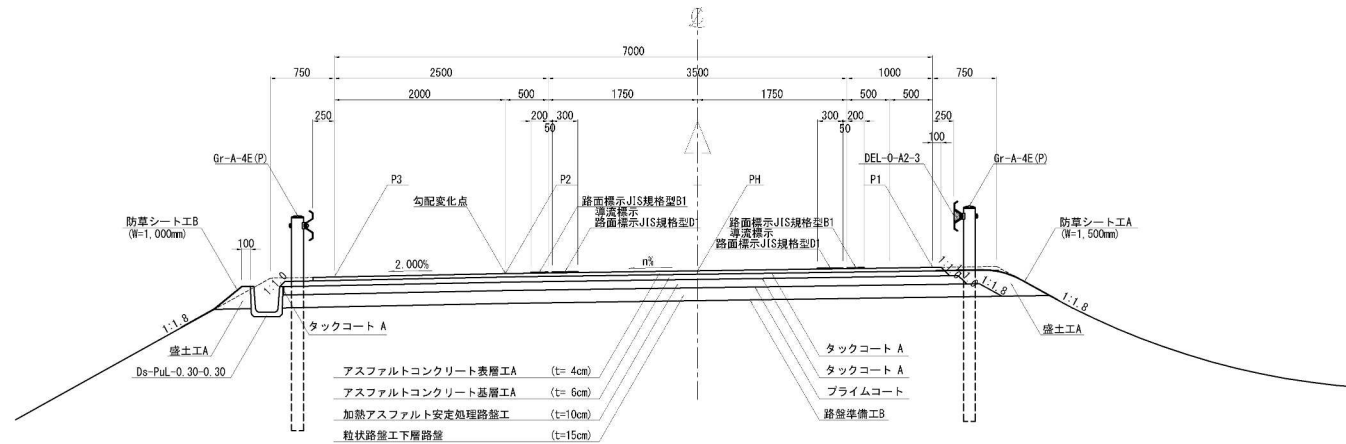 7000
750
2500
3500
1000
750
2000
500
1750
1750
500
500
250
200
300
50
300
200
50
250
100
Gr-A-4E(P)
DEL-O-A2-3
Gr-A-4E(P)
P3
P2
PH
P1
勾配変化点
路面標示JIS規格型B1
導流標示
路面標示JIS規格型D1
路面標示JIS規格型B1
導流標示
路面標示JIS規格型D1
防草シート工B
(W=1,000mm)
防草シート工A
(W=1,500mm)
100
2.000%
n%
1:1.8
1:1.8
1:1.8
タックコート A
盛土工A
盛土工A
Ds-PuL-0.30-0.30
アスファルトコンクリート表層工A (t= 4cm)
アスファルトコンクリート基層工A (t= 6cm)
加熱アスファルト安定処理路盤工 (t=10cm)
粒状路盤工下層路盤 (t=15cm)
タックコート A
タックコート A
プライムコート
路盤準備工B